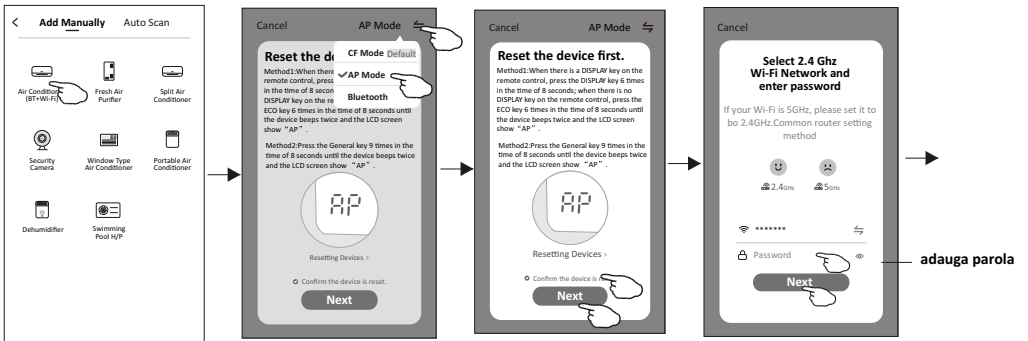 < Add Manually Auto Scan
Air Condition
(BT+Wi-Fi)
Fresh Air
Purifier
Split Air
Conditioner
Security
Camera
Window Type
Air Conditioner
Portable Air
Conditioner
Dehumidifier
Swimming
Pool H/P
Cancel AP Mode
CF Mode Default
AP Mode
Bluetooth
Reset the de
Method1:When there
remote control, press
in the time of 8 secon
DISPLAY key on the re
ECO key 6 times in the time of 8 seconds until
the device beeps twice and the LCD screen
show “AP”.
Method2:Press the General key 9 times in the
time of 8 seconds until the device beeps twice
and the LCD screen show “AP”.
AP
Resetting Devices >
Confirm the device is reset.
Next
Cancel AP Mode
Reset the device first.
Method1:When there is a DISPLAY key on the
remote control, press the DISPLAY key 6 times
in the time of 8 seconds; when there is no
DISPLAY key on the remote control, press the
ECO key 6 times in the time of 8 seconds until
the device beeps twice and the LCD screen
show “AP”.
Method2:Press the General key 9 times in the
time of 8 seconds until the device beeps twice
and the LCD screen show “AP”.
AP
Resetting Devices >
Confirm the device is r
Next
Cancel
Select 2.4 Ghz
Wi-Fi Network and
enter password
If your Wi-Fi is 5GHz, please set it to
bo 2.4GHz.Common router setting
method
2.4GHz 5GHz
*******
Password
Next
adauga parola